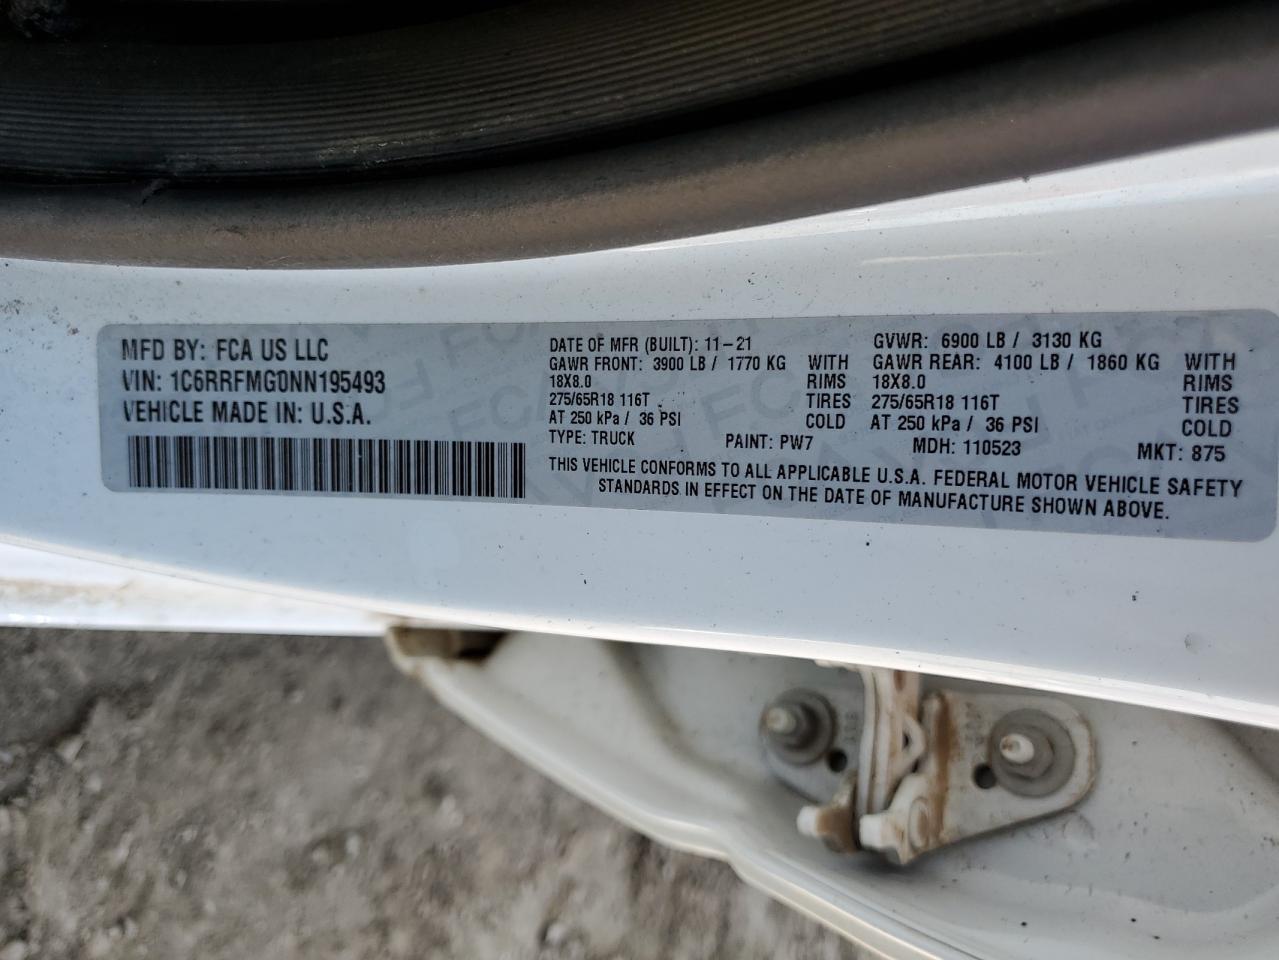 MFD BY: FCA US LLC
VIN: 1C6RRFMG0NN195493
VEHICLE MADE IN: U.S.A.
DATE OF MFR (BUILT): 11-21 GVWR: 6900 LB / 3130 KG
GAWR FRONT: 3900 LB / 1770 KG WITH GAWR REAR: 4100 LB / 1860 KG WITH
18X8.0 RIMS 18X8.0 RIMS
275/65R18 116T TIRES 275/65R18 116T TIRES
AT 250 kPa / 36 PSI COLD AT 250 kPa / 36 PSI COLD
TYPE: TRUCK PAINT: PW7 MDH: 110523 MKT: 875
THIS VEHICLE CONFORMS TO ALL APPLICABLE U.S.A. FEDERAL MOTOR VEHICLE SAFETY
STANDARDS IN EFFECT ON THE DATE OF MANUFACTURE SHOWN ABOVE.